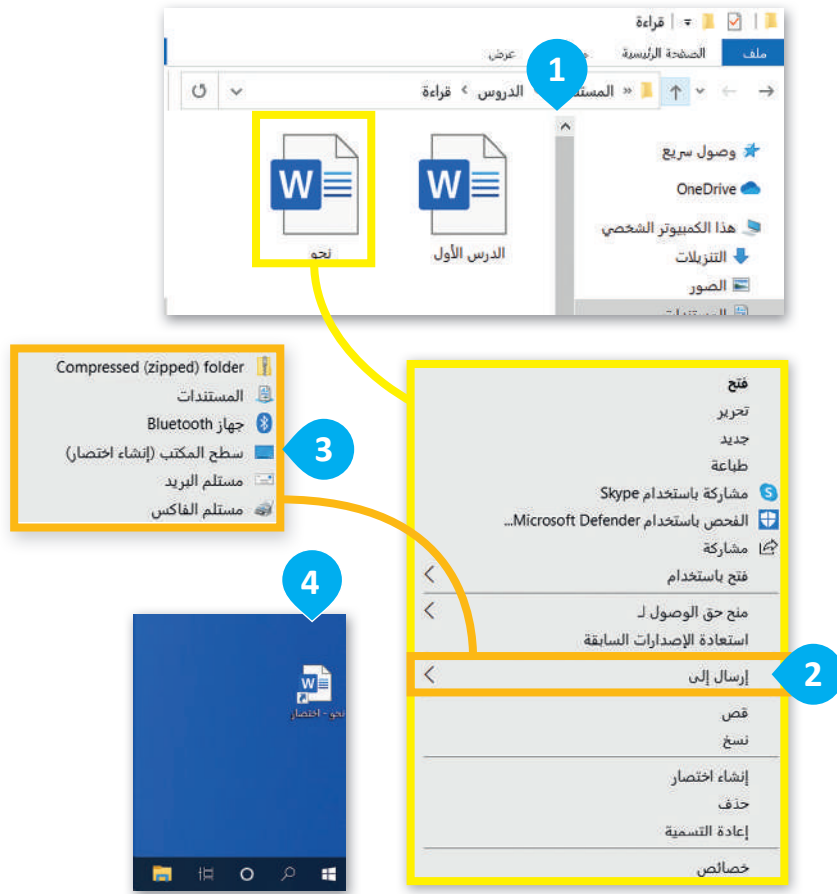 قراءة
ملف الصفحة الرئيسية عرض
1
« الدروس › قراءة
وصول سريع
OneDrive
هذا الكمبيوتر الشخصي
التنزيلات
الصور
المستندات
W
W
الدرس الأول
نحو
فتح
تحرير
جديد
طباعة
مشاركة باستخدام Skype
الفحص باستخدام Microsoft Defender...
مشاركة
فتح باستخدام
منح حق الوصول لـ
استعادة الإصدارات السابقة
2
إرسال إلى
قص
نسخ
إنشاء اختصار
حذف
إعادة التسمية
خصائص
Compressed (zipped) folder
المستندات
جهاز Bluetooth
3
سطح المكتب (إنشاء اختصار)
مستلم البريد
مستلم الفاكس
4
W
نحو - اختصار